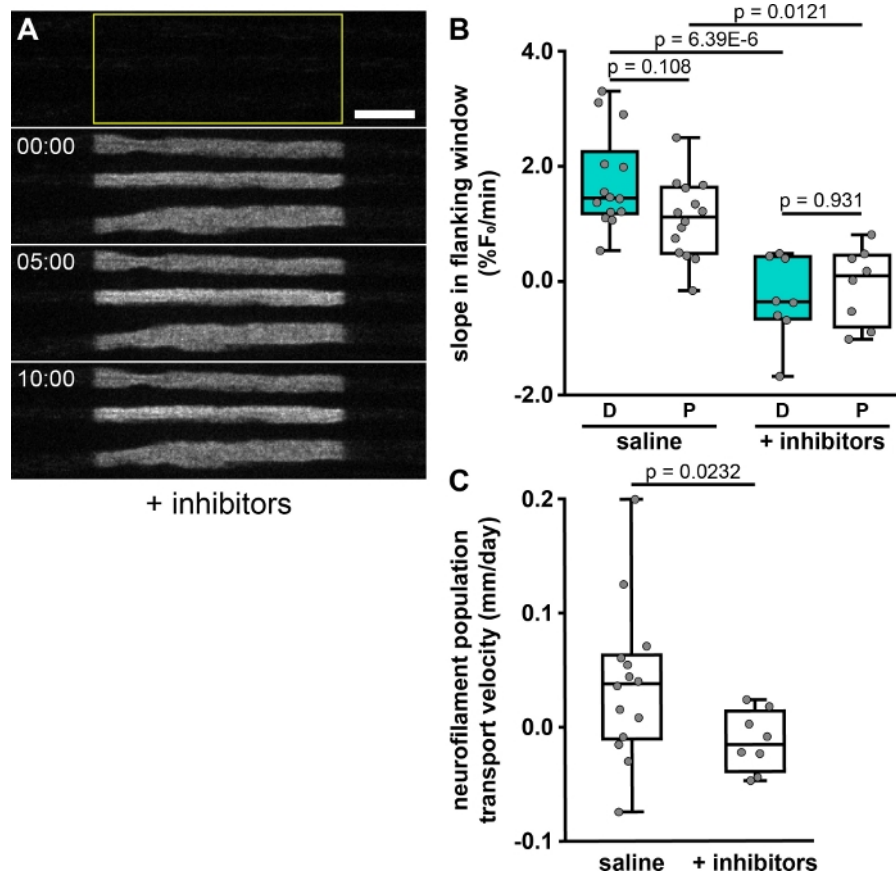 A
00:00
05:00
10:00
+ inhibitors
B
p = 0.0121
p = 6.39E-6
p = 0.108
p = 0.931
slope in flanking window
(%F₀/min)
4.0
2.0
0.0
-2.0
D P D P
saline + inhibitors
C
p = 0.0232
neurofilament population
transport velocity (mm/day)
0.2
0.1
0.0
-0.1
saline + inhibitors